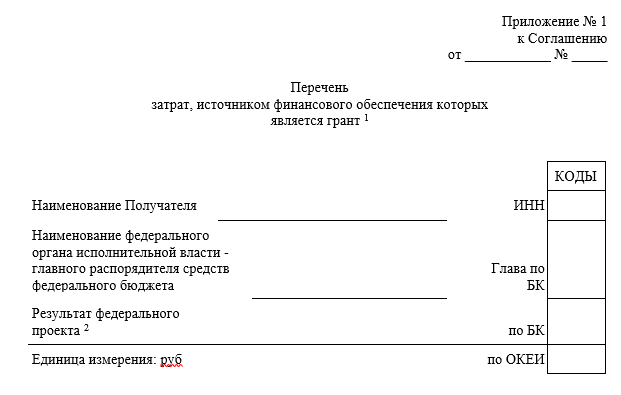 Приложение № 1
к Соглашению
от ____________ № _____
Перечень
затрат, источником финансового обеспечения которых
является грант 1
КОДЫ
Наименование Получателя ИНН
Наименование федерального
органа исполнительной власти -
главного распорядителя средств Глава по
федерального бюджета БК
Результат федерального
проекта 2 по БК
Единица измерения: руб по ОКЕИ